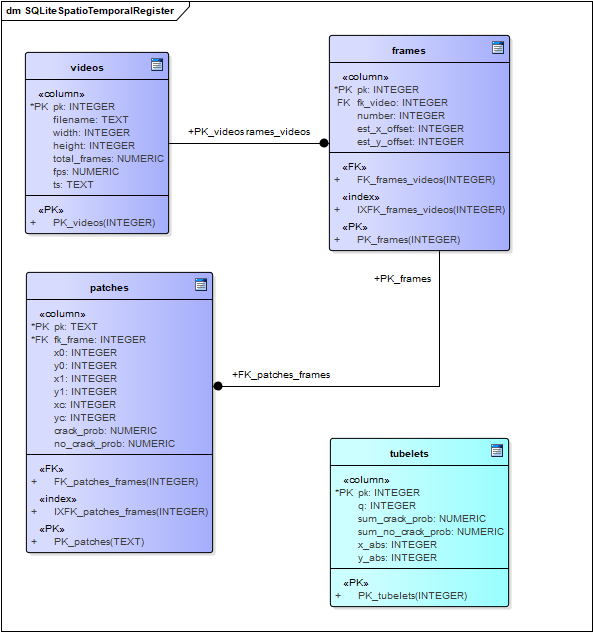 dm SQLiteSpatioTemporalRegister
videos
«column»
*PK pk: INTEGER
filename: TEXT
width: INTEGER
height: INTEGER
total_frames: NUMERIC
fps: NUMERIC
ts: TEXT
«PK»
+ PK_videos(INTEGER)
+PK_videosrames_videos
frames
«column»
*PK pk: INTEGER
FK fk_video: INTEGER
number: INTEGER
est_x_offset: INTEGER
est_y_offset: INTEGER
«FK»
+ FK_frames_videos(INTEGER)
«index»
+ IXFK_frames_videos(INTEGER)
«PK»
+ PK_frames(INTEGER)
+PK_frames
+FK_patches_frames
patches
«column»
*PK pk: TEXT
*FK fk_frame: INTEGER
x0: INTEGER
y0: INTEGER
x1: INTEGER
y1: INTEGER
xc: INTEGER
yc: INTEGER
crack_prob: NUMERIC
no_crack_prob: NUMERIC
«FK»
+ FK_patches_frames(INTEGER)
«index»
+ IXFK_patches_frames(INTEGER)
«PK»
+ PK_patches(TEXT)
tubelets
«column»
*PK pk: INTEGER
q: INTEGER
sum_crack_prob: NUMERIC
sum_no_crack_prob: NUMERIC
x_abs: INTEGER
y_abs: INTEGER
«PK»
+ PK_tubelets(INTEGER)